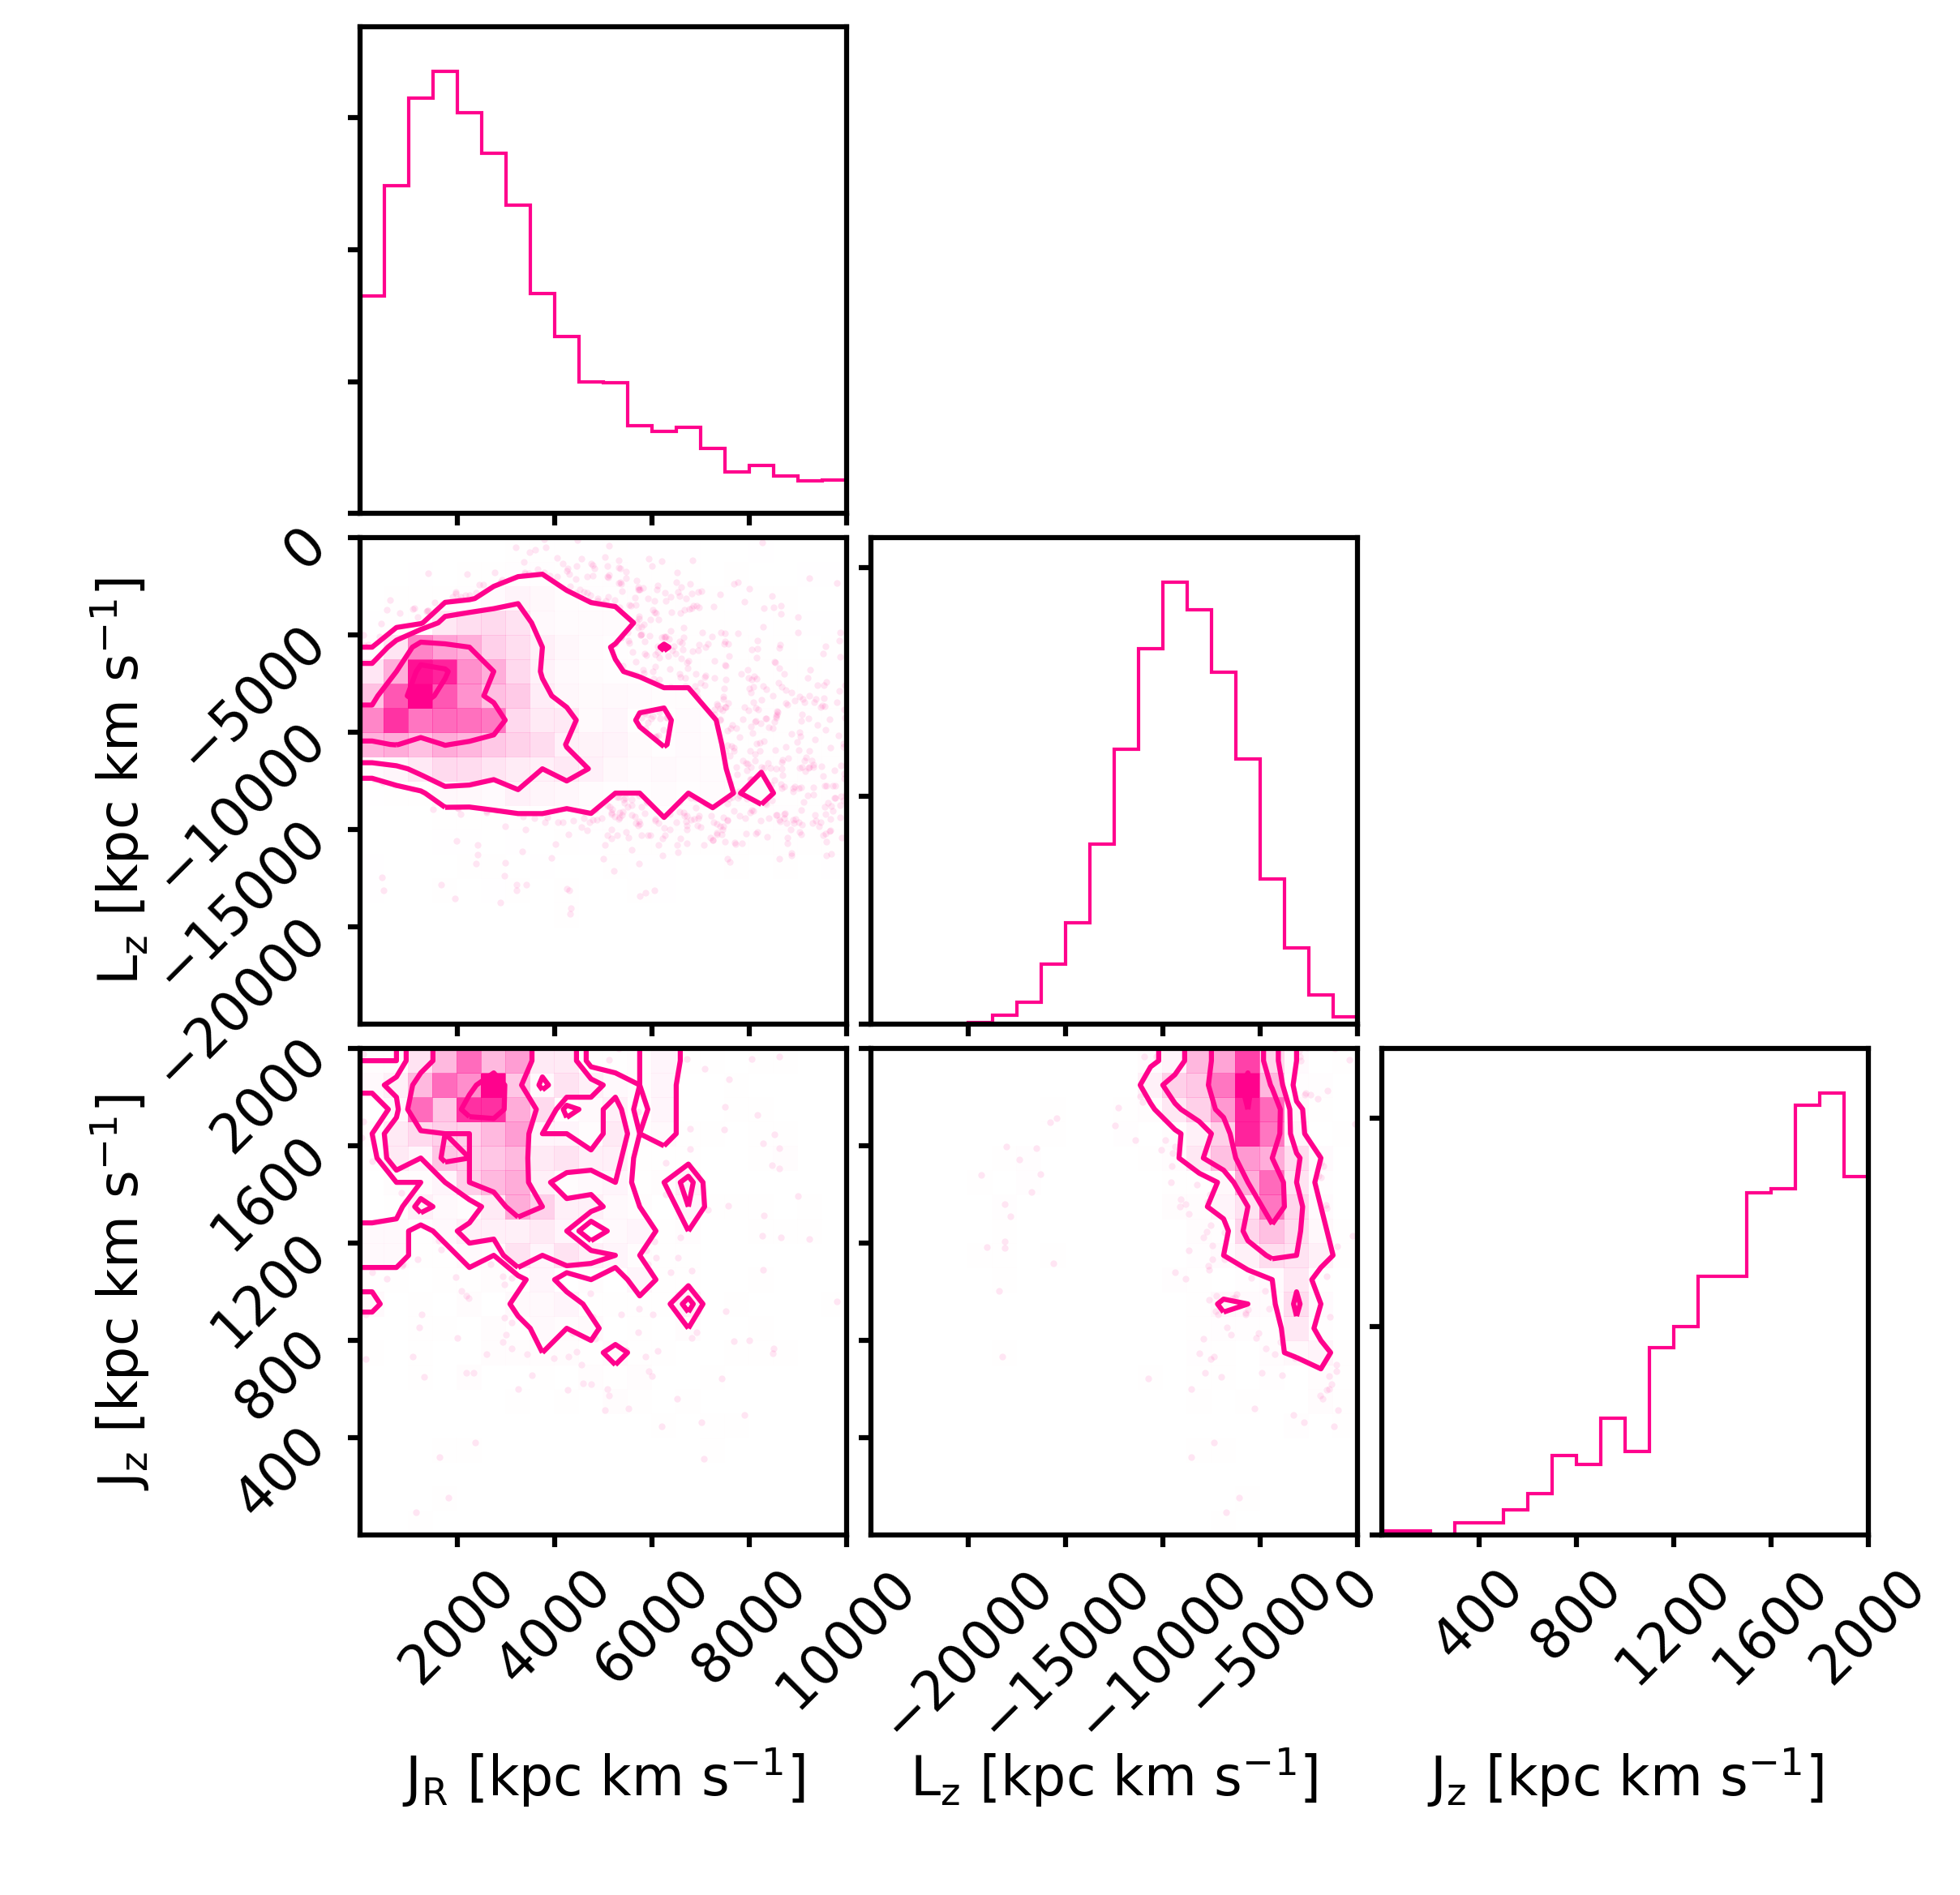 0
−5000
−10000
−15000
−20000
L_z [kpc km s⁻¹]
2000
1600
1200
800
400
J_z [kpc km s⁻¹]
2000 4000 6000 8000 10000
−20000 −15000 −10000 −5000 0
400 800 1200 1600 2000
J_R [kpc km s⁻¹]
L_z [kpc km s⁻¹]
J_z [kpc km s⁻¹]